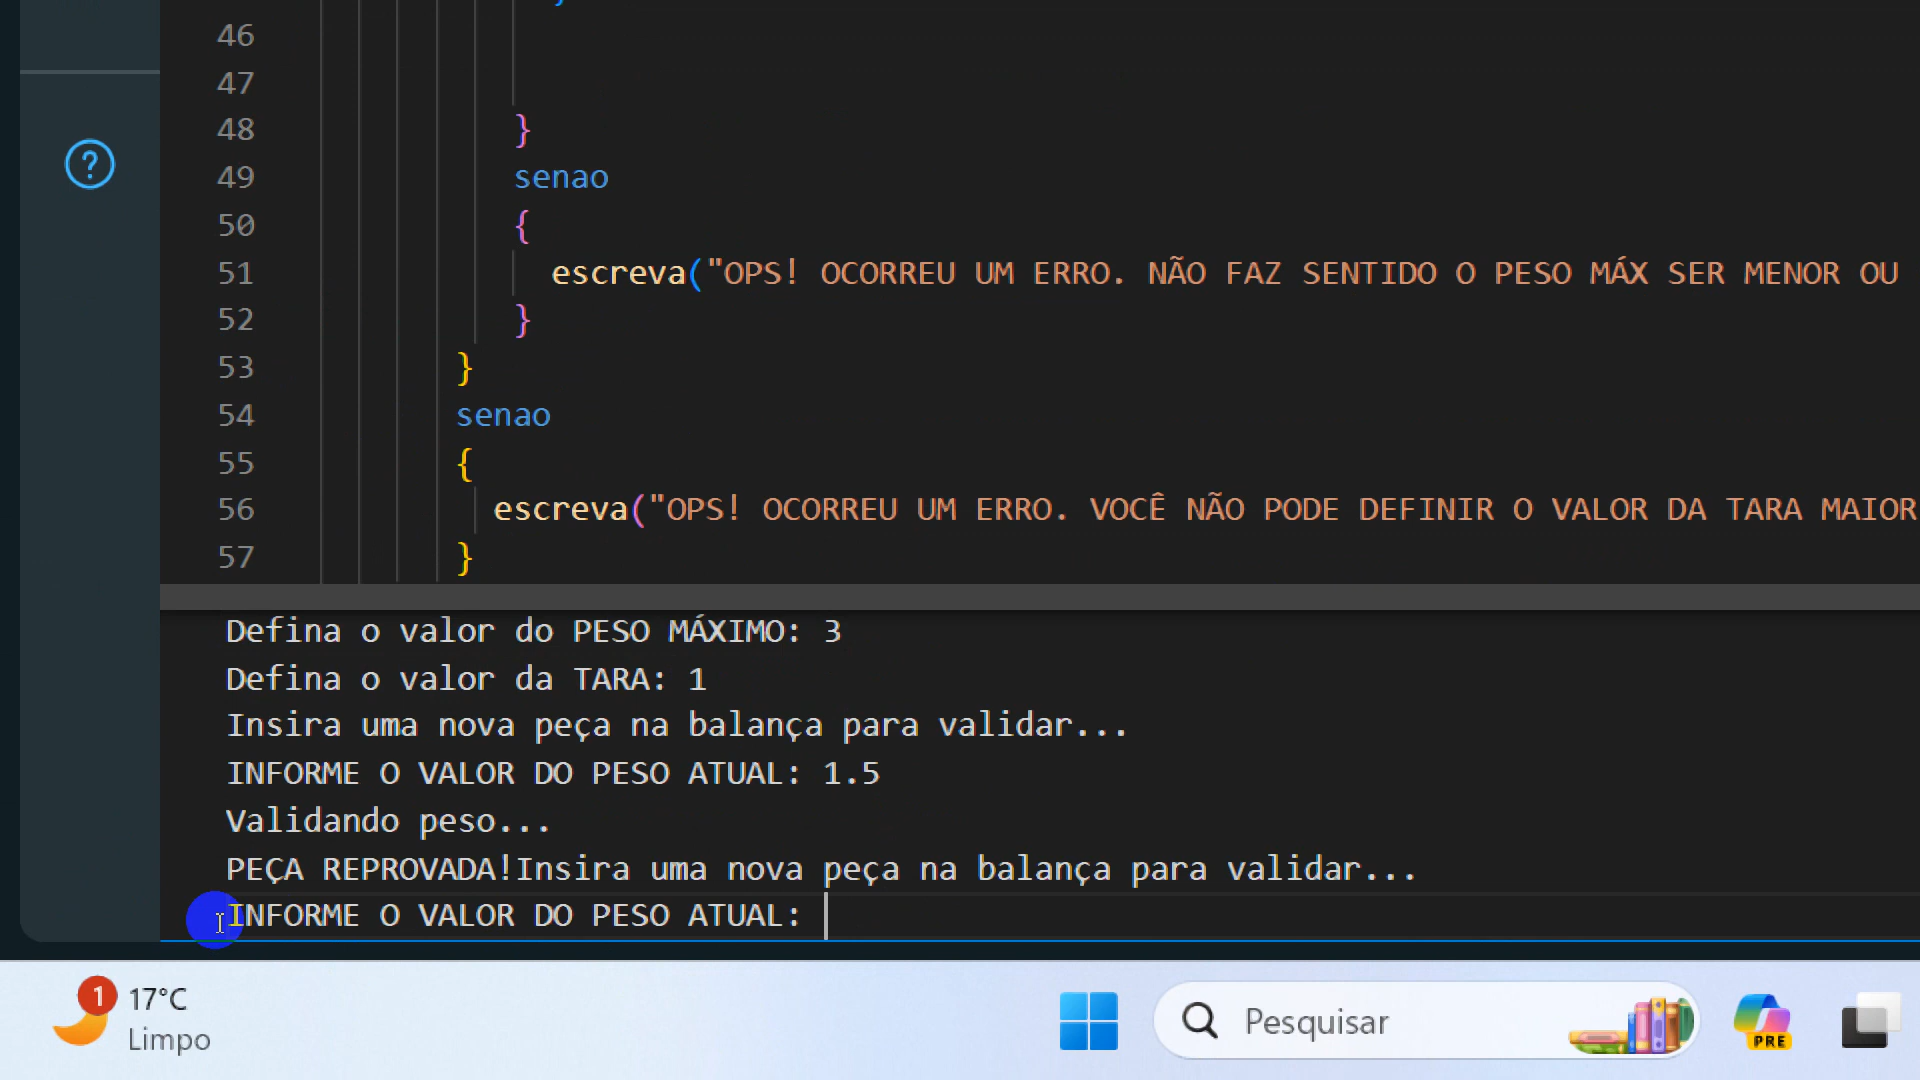 46
47
48 }
49 senao
50 {
51 escreva("OPS! OCORREU UM ERRO. NÃO FAZ SENTIDO O PESO MÁX SER MENOR OU
52 }
53 }
54 senao
55 {
56 escreva("OPS! OCORREU UM ERRO. VOCÊ NÃO PODE DEFINIR O VALOR DA TARA MAIOR
57 }
Defina o valor do PESO MÁXIMO: 3
Defina o valor da TARA: 1
Insira uma nova peça na balança para validar...
INFORME O VALOR DO PESO ATUAL: 1.5
Validando peso...
PEÇA REPROVADA!Insira uma nova peça na balança para validar...
INFORME O VALOR DO PESO ATUAL:
1 17°C
Limpo
Pesquisar
PRE